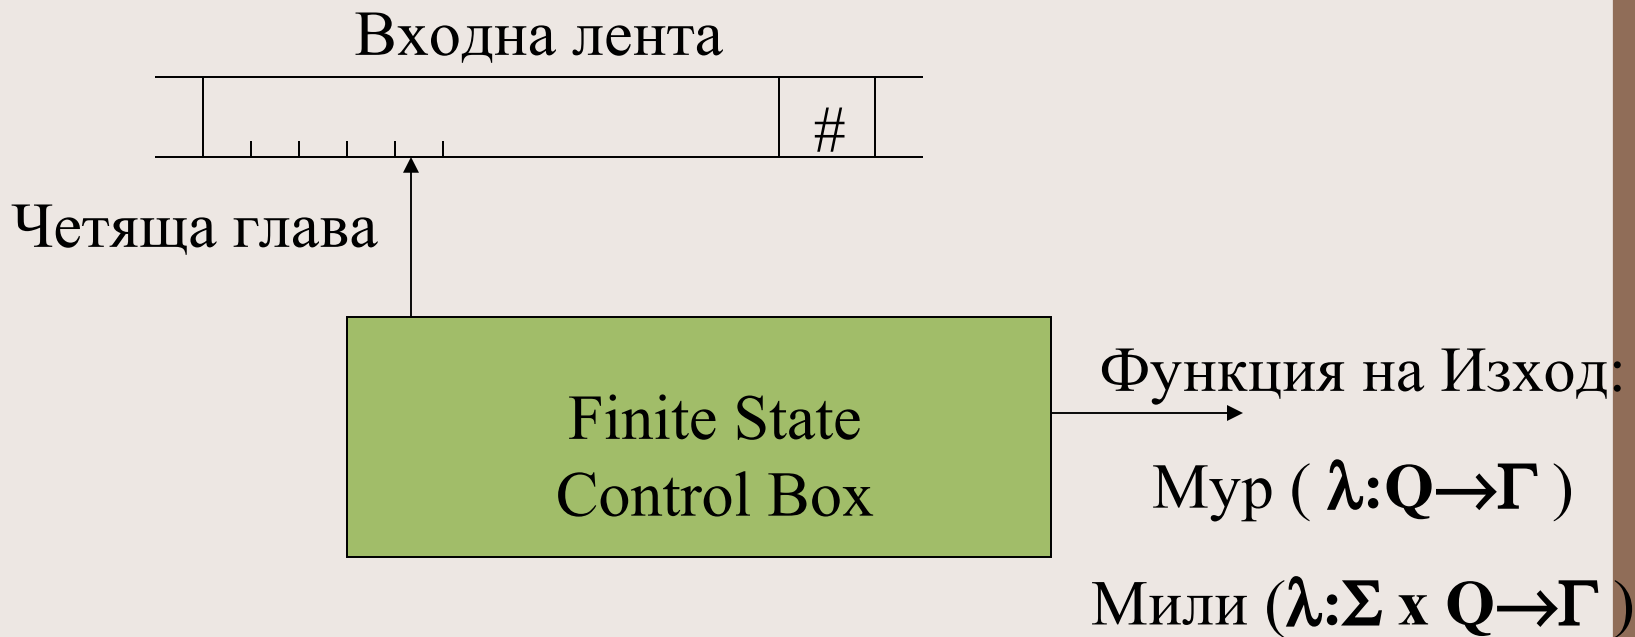 Входна лента
#
Четяща глава
Finite State
Control Box
Функция на Изход:
Мур ( λ:Q→Γ )
Мили (λ:Σ x Q→Γ )